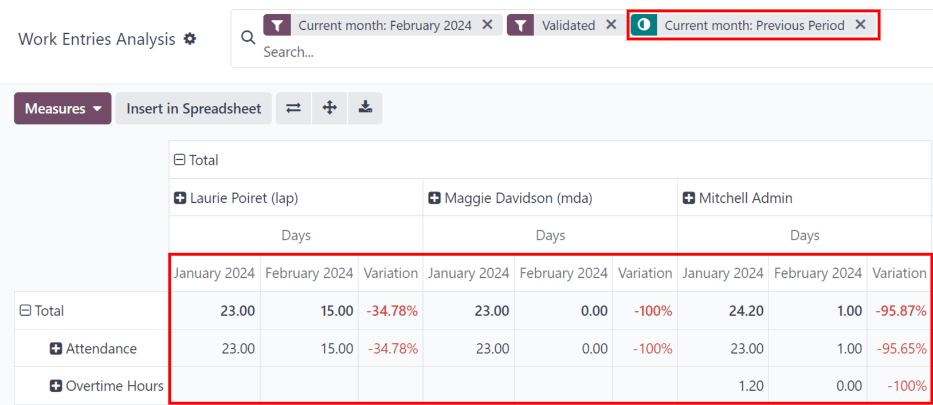 Work Entries Analysis
Current month: February 2024 Validated Current month: Previous Period
Search...
Measures Insert in Spreadsheet
Total
Laurie Poiret (lap) Maggie Davidson (mda) Mitchell Admin
Days Days Days
January 2024 February 2024 Variation January 2024 February 2024 Variation January 2024 February 2024 Variation
Total 23.00 15.00 -34.78% 23.00 0.00 -100% 24.20 1.00 -95.87%
Attendance 23.00 15.00 -34.78% 23.00 0.00 -100% 23.00 1.00 -95.65%
Overtime Hours 1.20 0.00 -100%